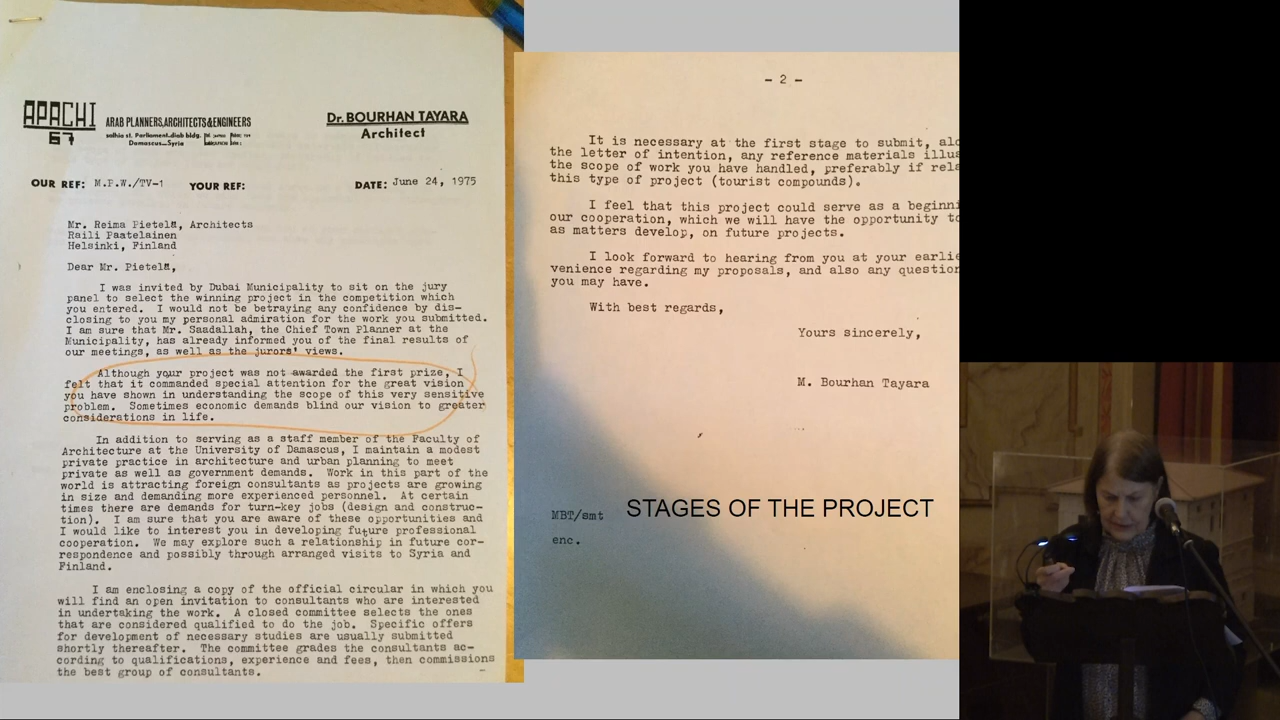 APACHI
67
ARAB PLANNERS,ARCHITECTS&ENGINEERS
salhia st. Parliament.diab bldg.
Damascus—Syria
Dr. BOURHAN TAYARA
Architect
OUR REF: M.P.W./TV-1 YOUR REF: DATE: June 24, 1975
Mr. Reima Pietelä, Architects
Raili Paatelainen
Helsinki, Finland
Dear Mr. Pietelä,
I was invited by Dubai Municipality to sit on the jury
panel to select the winning project in the competition which
you entered. I would not be betraying any confidence by dis-
closing to you my personal admiration for the work you submitted.
I am sure that Mr. Saadallah, the Chief Town Planner at the
Municipality, has already informed you of the final results of
our meetings, as well as the jurors' views.
Although your project was not awarded the first prize, I
felt that it commanded special attention for the great vision
you have shown in understanding the scope of this very sensitive
problem. Sometimes economic demands blind our vision to greater
considerations in life.
In addition to serving as a staff member of the Faculty of
Architecture at the University of Damascus, I maintain a modest
private practice in architecture and urban planning to meet
private as well as government demands. Work in this part of the
world is attracting foreign consultants as projects are growing
in size and demanding more experienced personnel. At certain
times there are demands for turn-key jobs (design and construc-
tion). I am sure that you are aware of these opportunities and
I would like to interest you in developing future professional
cooperation. We may explore such a relationship in future cor-
respondence and possibly through arranged visits to Syria and
Finland.
I am enclosing a copy of the official circular in which you
will find an open invitation to consultants who are interested
in undertaking the work. A closed committee selects the ones
that are considered qualified to do the job. Specific offers
for development of necessary studies are usually submitted
shortly thereafter. The committee grades the consultants ac-
cording to qualifications, experience and fees, then commissions
the best group of consultants.
- 2 -
It is necessary at the first stage to submit, alo
the letter of intention, any reference materials illus
the scope of work you have handled, preferably if rela
this type of project (tourist compounds).
I feel that this project could serve as a beginni
our cooperation, which we will have the opportunity to
as matters develop, on future projects.
I look forward to hearing from you at your earlie
venience regarding my proposals, and also any question
you may have.
With best regards,
Yours sincerely,
M. Bourhan Tayara
MBT/smt
enc.
STAGES OF THE PROJECT